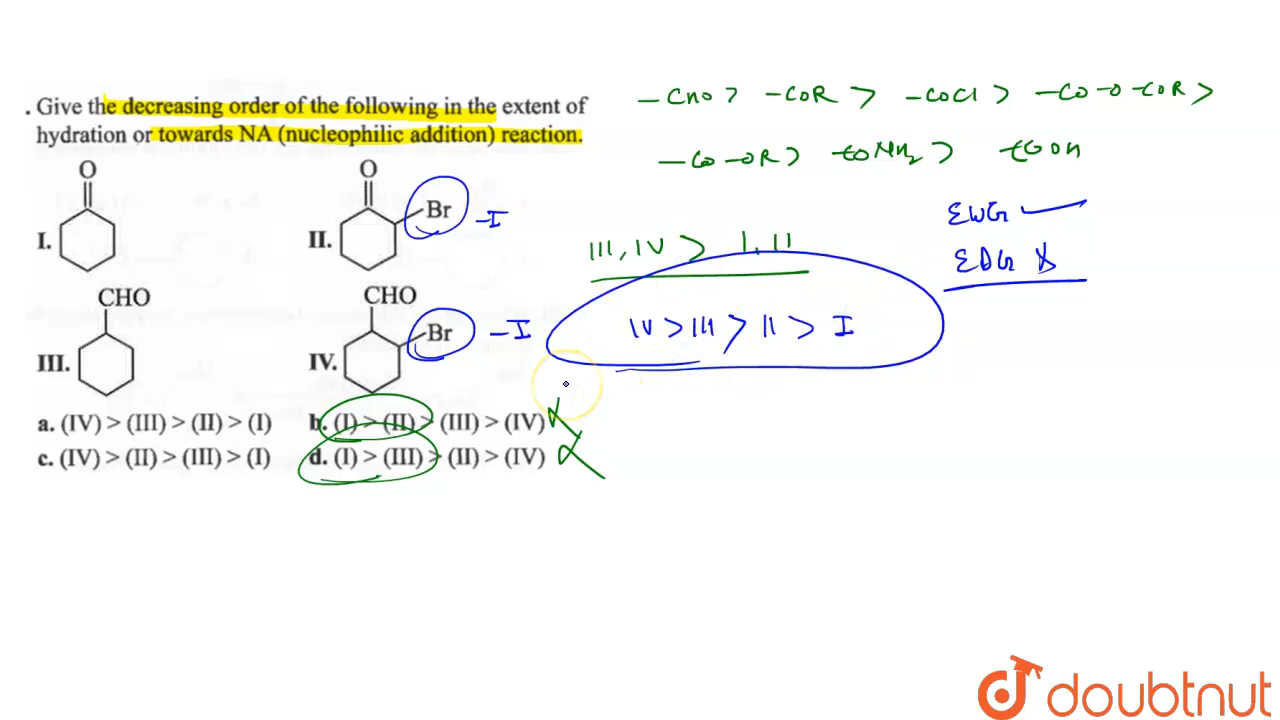 . Give the decreasing order of the following in the extent of
hydration or towards NA (nucleophilic addition) reaction.
O
I.
O
Br
II.
-I
CHO
III.
CHO
Br
IV.
-I
a. (IV) > (III) > (II) > (I)
b. (I) > (II) > (III) > (IV)
c. (IV) > (II) > (III) > (I)
d. (I) > (III) > (II) > (IV)
-CHO > -COR > -COCl > -CO-O-COR >
-CO-OR > -CONH2 > -COOH
EWG
EDG
III, IV > I, II
IV > III > II > I
doubtnut